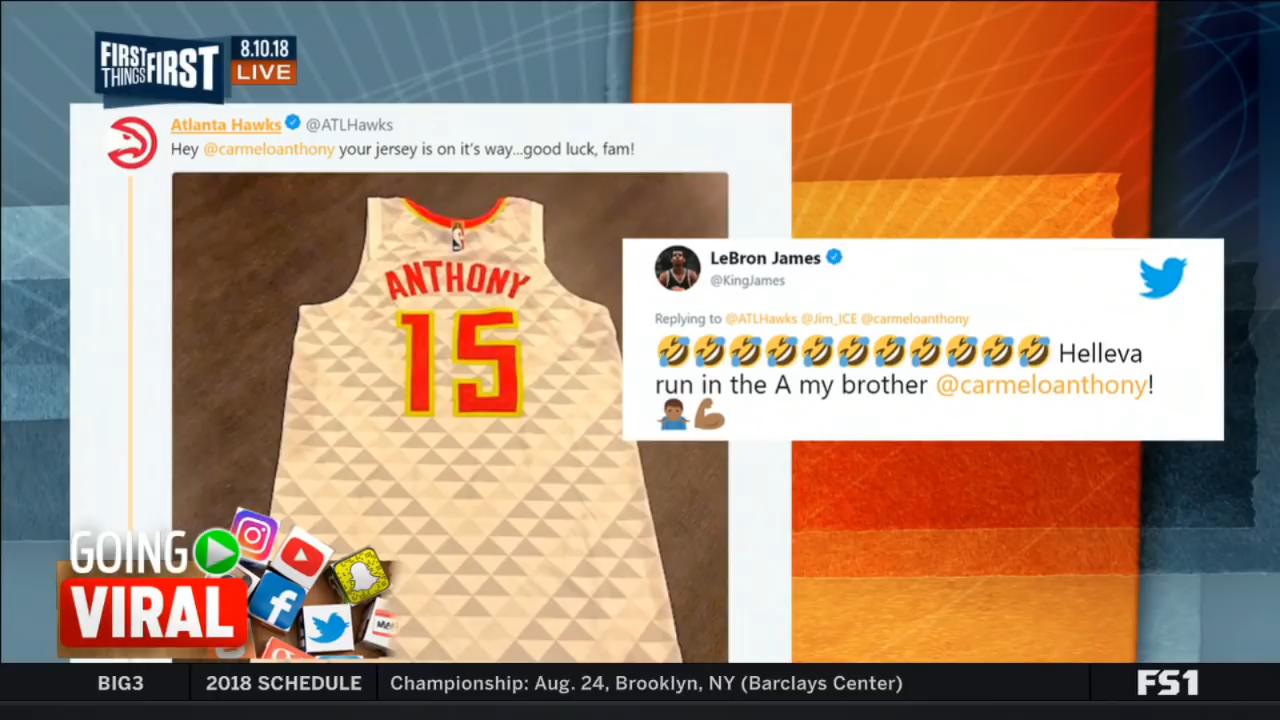 FIRST
THINGS FIRST
8.10.18
LIVE
Atlanta Hawks @ATLHawks
Hey @carmeloanthony your jersey is on it's way...good luck, fam!
ANTHONY
15
LeBron James
@KingJames
Replying to @ATLHawks @Jim_ICE @carmeloanthony
🤣🤣🤣🤣🤣🤣🤣🤣🤣🤣🤣 Helleva
run in the A my brother @carmeloanthony!
🤷🏾‍♂️💪🏾
GOING
VIRAL
BIG3 2018 SCHEDULE Championship: Aug. 24, Brooklyn, NY (Barclays Center) FS1